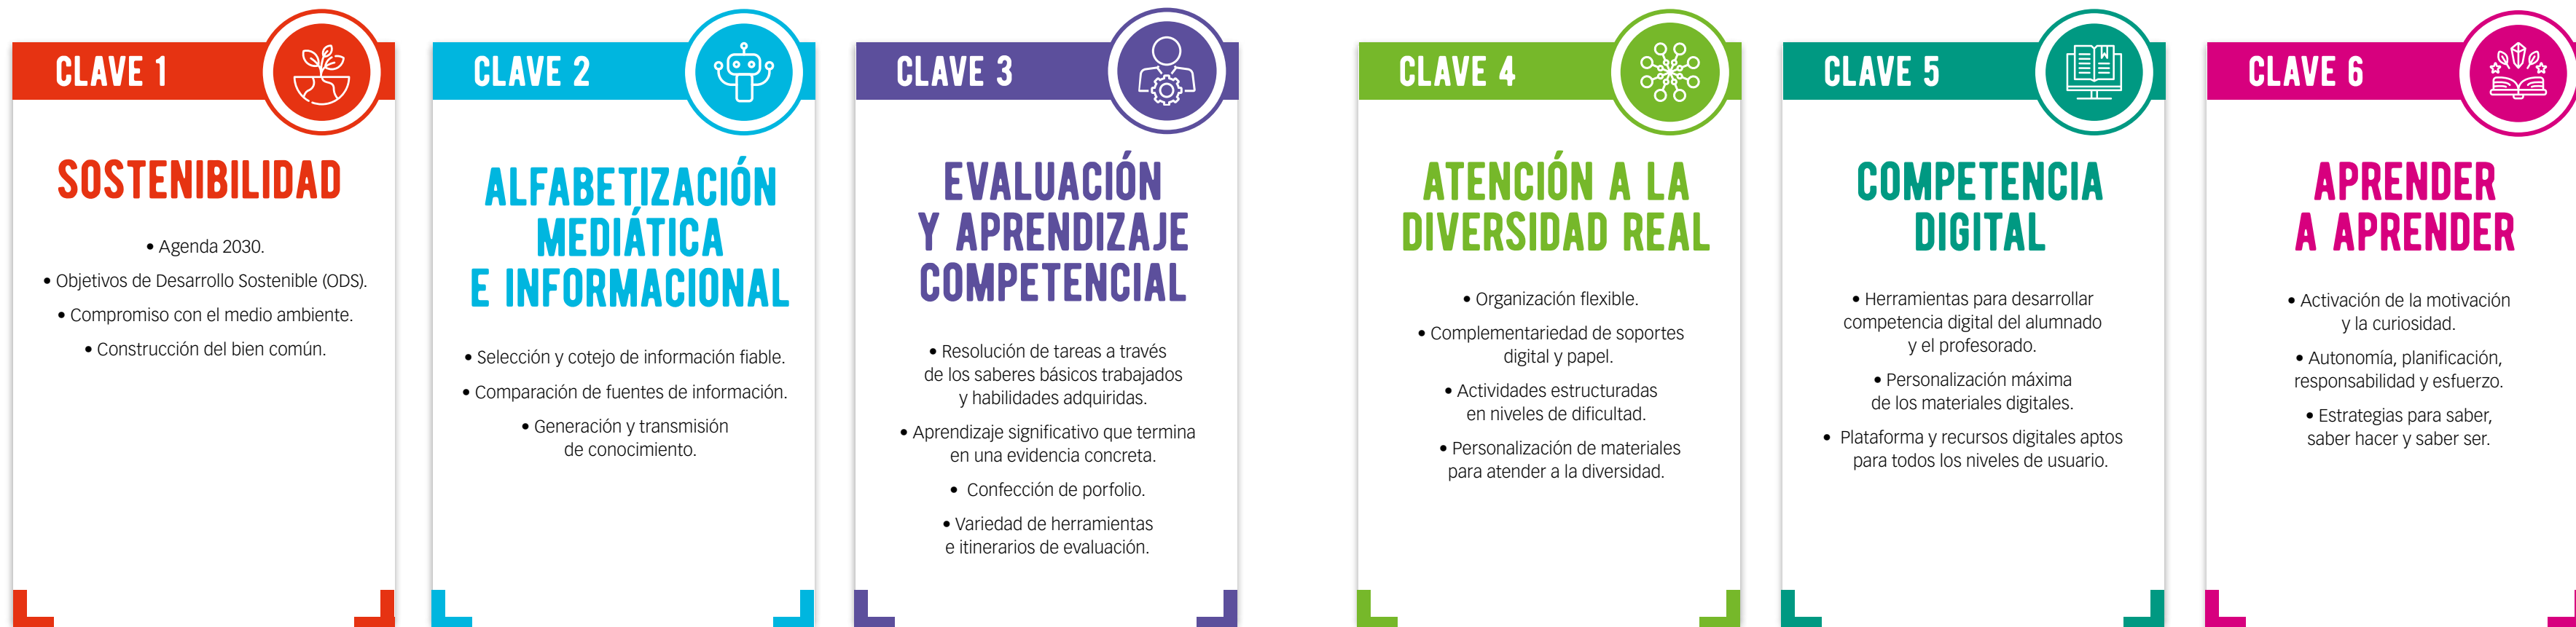 CLAVE 1
SOSTENIBILIDAD
• Agenda 2030.
• Objetivos de Desarrollo Sostenible (ODS).
• Compromiso con el medio ambiente.
• Construcción del bien común.
CLAVE 2
ALFABETIZACIÓN
MEDIÁTICA
E INFORMACIONAL
• Selección y cotejo de información fiable.
• Comparación de fuentes de información.
• Generación y transmisión
de conocimiento.
CLAVE 3
EVALUACIÓN
Y APRENDIZAJE
COMPETENCIAL
• Resolución de tareas a través
de los saberes básicos trabajados
y habilidades adquiridas.
• Aprendizaje significativo que termina
en una evidencia concreta.
• Confección de porfolio.
• Variedad de herramientas
e itinerarios de evaluación.
CLAVE 4
ATENCIÓN A LA
DIVERSIDAD REAL
• Organización flexible.
• Complementariedad de soportes
digital y papel.
• Actividades estructuradas
en niveles de dificultad.
• Personalización de materiales
para atender a la diversidad.
CLAVE 5
COMPETENCIA
DIGITAL
• Herramientas para desarrollar
competencia digital del alumnado
y el profesorado.
• Personalización máxima
de los materiales digitales.
• Plataforma y recursos digitales aptos
para todos los niveles de usuario.
CLAVE 6
APRENDER
A APRENDER
• Activación de la motivación
y la curiosidad.
• Autonomía, planificación,
responsabilidad y esfuerzo.
• Estrategias para saber,
saber hacer y saber ser.